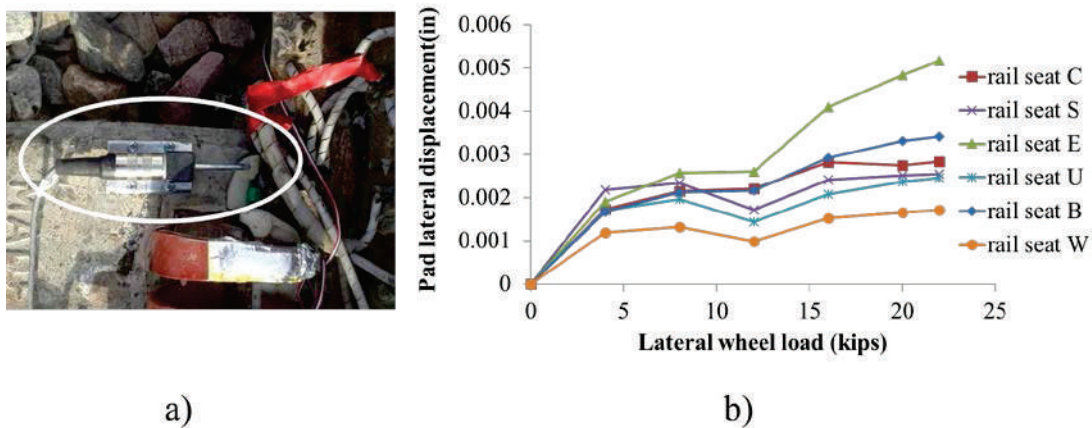 0.006
0.005
0.004
0.003
0.002
0.001
0
Pad lateral displacement(in)
0 5 10 15 20 25
Lateral wheel load (kips)
rail seat C
rail seat S
rail seat E
rail seat U
rail seat B
rail seat W
a) b)